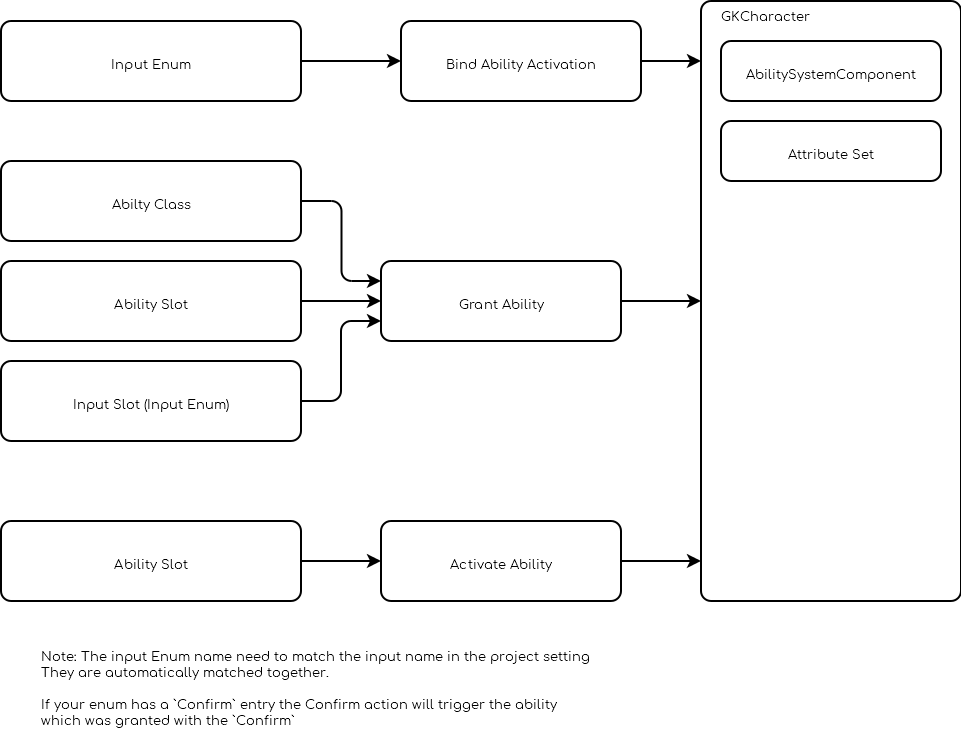 GKCharacter
Input Enum
Bind Ability Activation
AbilitySystemComponent
Attribute Set
Abilty Class
Ability Slot
Grant Ability
Input Slot (Input Enum)
Ability Slot
Activate Ability
Note: The input Enum name need to match the input name in the project setting
They are automatically matched together.
If your enum has a `Confirm` entry the Confirm action will trigger the ability
which was granted with the `Confirm`